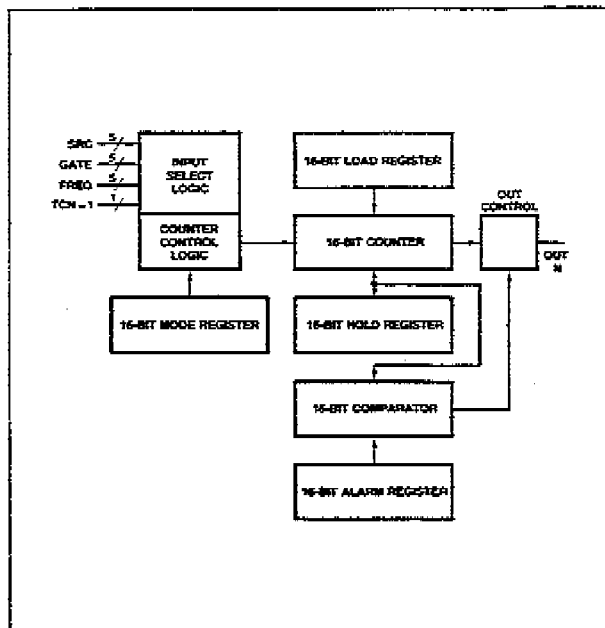 SRC 5
GATE 5
FREQ 5
TCN - 1 1
INPUT
SELECT
LOGIC
COUNTER
CONTROL
LOGIC
16-BIT MODE REGISTER
16-BIT LOAD REGISTER
16-BIT COUNTER
16-BIT HOLD REGISTER
16-BIT COMPARATOR
16-BIT ALARM REGISTER
OUT
CONTROL
OUT
N